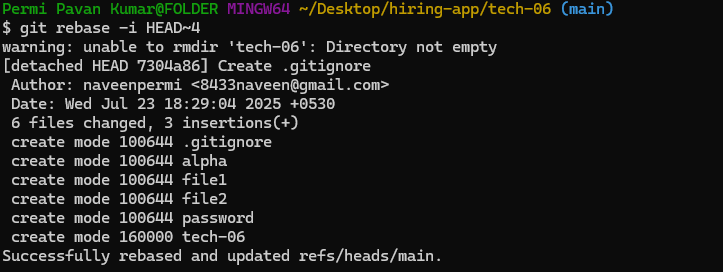 Permi Pavan Kumar@FOLDER MINGW64 ~/Desktop/hiring-app/tech-06 (main)
$ git rebase -i HEAD~4
warning: unable to rmdir 'tech-06': Directory not empty
[detached HEAD 7304a86] Create .gitignore
 Author: naveenpermi <8433naveen@gmail.com>
 Date: Wed Jul 23 18:29:04 2025 +0530
 6 files changed, 3 insertions(+)
 create mode 100644 .gitignore
 create mode 100644 alpha
 create mode 100644 file1
 create mode 100644 file2
 create mode 100644 password
 create mode 160000 tech-06
Successfully rebased and updated refs/heads/main.